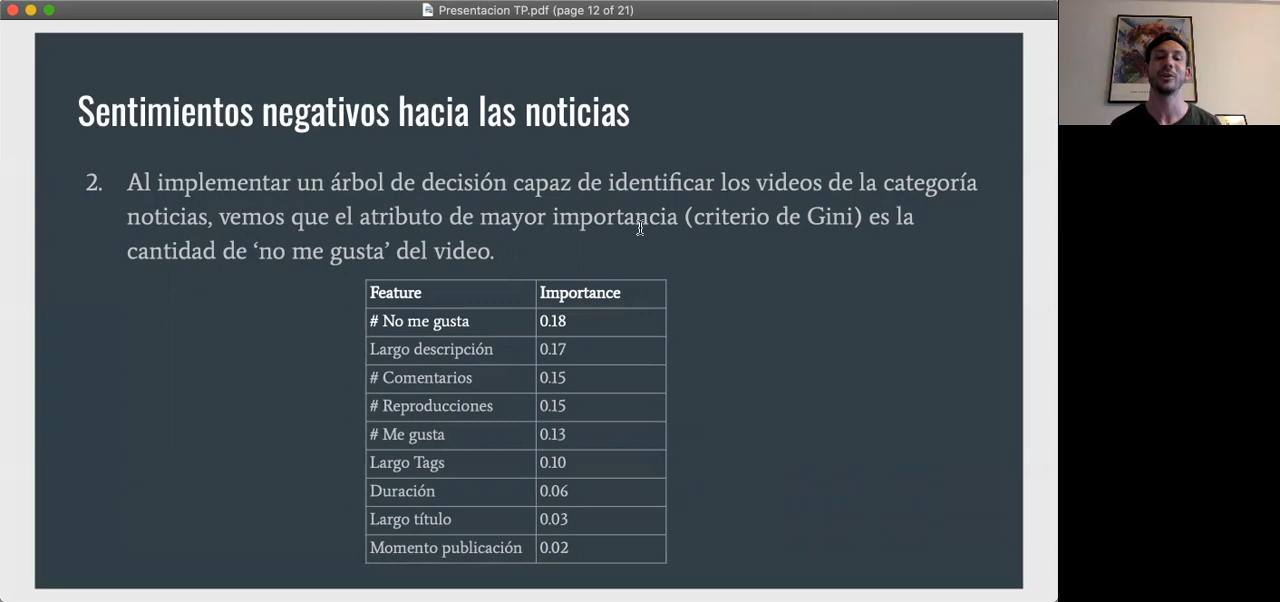 Presentacion TP.pdf (page 12 of 21)
Sentimientos negativos hacia las noticias
2. Al implementar un árbol de decisión capaz de identificar los videos de la categoría
noticias, vemos que el atributo de mayor importancia (criterio de Gini) es la
cantidad de ‘no me gusta’ del video.
Feature Importance
# No me gusta 0.18
Largo descripción 0.17
# Comentarios 0.15
# Reproducciones 0.15
# Me gusta 0.13
Largo Tags 0.10
Duración 0.06
Largo título 0.03
Momento publicación 0.02